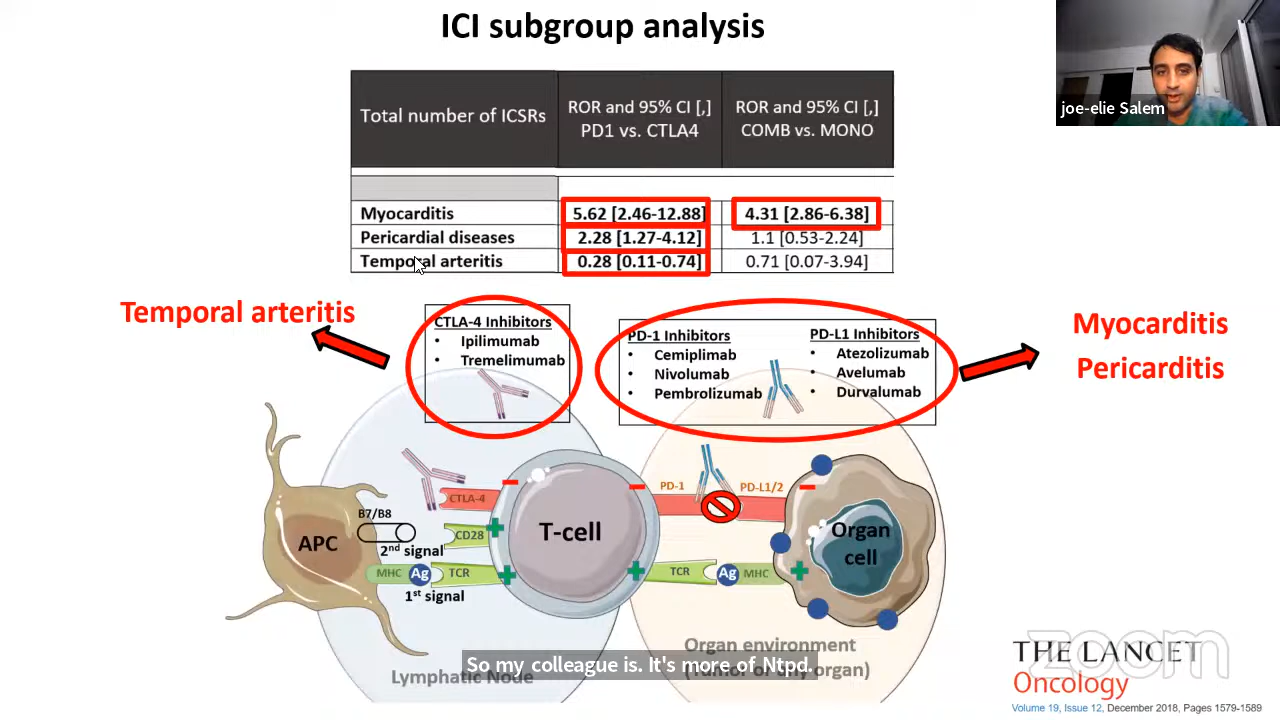 ICI subgroup analysis
joe-elie Salem
Total number of ICSRs
ROR and 95% CI [,]
PD1 vs. CTLA4
ROR and 95% CI [,]
COMB vs. MONO
Myocarditis
5.62 [2.46-12.88]
4.31 [2.86-6.38]
Pericardial diseases
2.28 [1.27-4.12]
1.1 [0.53-2.24]
Temporal arteritis
0.28 [0.11-0.74]
0.71 [0.07-3.94]
Temporal arteritis
CTLA-4 Inhibitors
• Ipilimumab
• Tremelimumab
PD-1 Inhibitors
• Cemiplimab
• Nivolumab
• Pembrolizumab
PD-L1 Inhibitors
• Atezolizumab
• Avelumab
• Durvalumab
Myocarditis
Pericarditis
APC
B7/B8
2nd signal
MHC
Ag
TCR
1st signal
CTLA-4
CD28
T-cell
PD-1
PD-L1/2
TCR
Ag
MHC
Organ
cell
Lymphatic Node
Organ environment
(Tumor or any organ)
So my colleague is. It's more of Ntpd.
THE LANCET
Oncology
zoom
Volume 19, Issue 12, December 2018, Pages 1579-1589